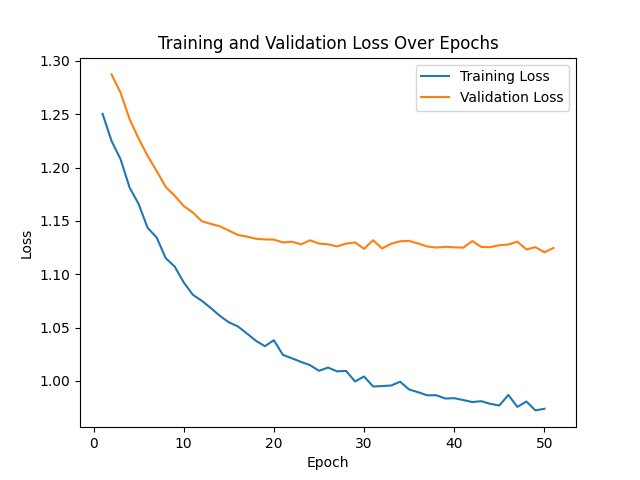 Training and Validation Loss Over Epochs
1.30
Training Loss
Validation Loss
1.25
1.20
1.15
Loss
1.10
1.05
1.00
0 10 20 30 40 50
Epoch